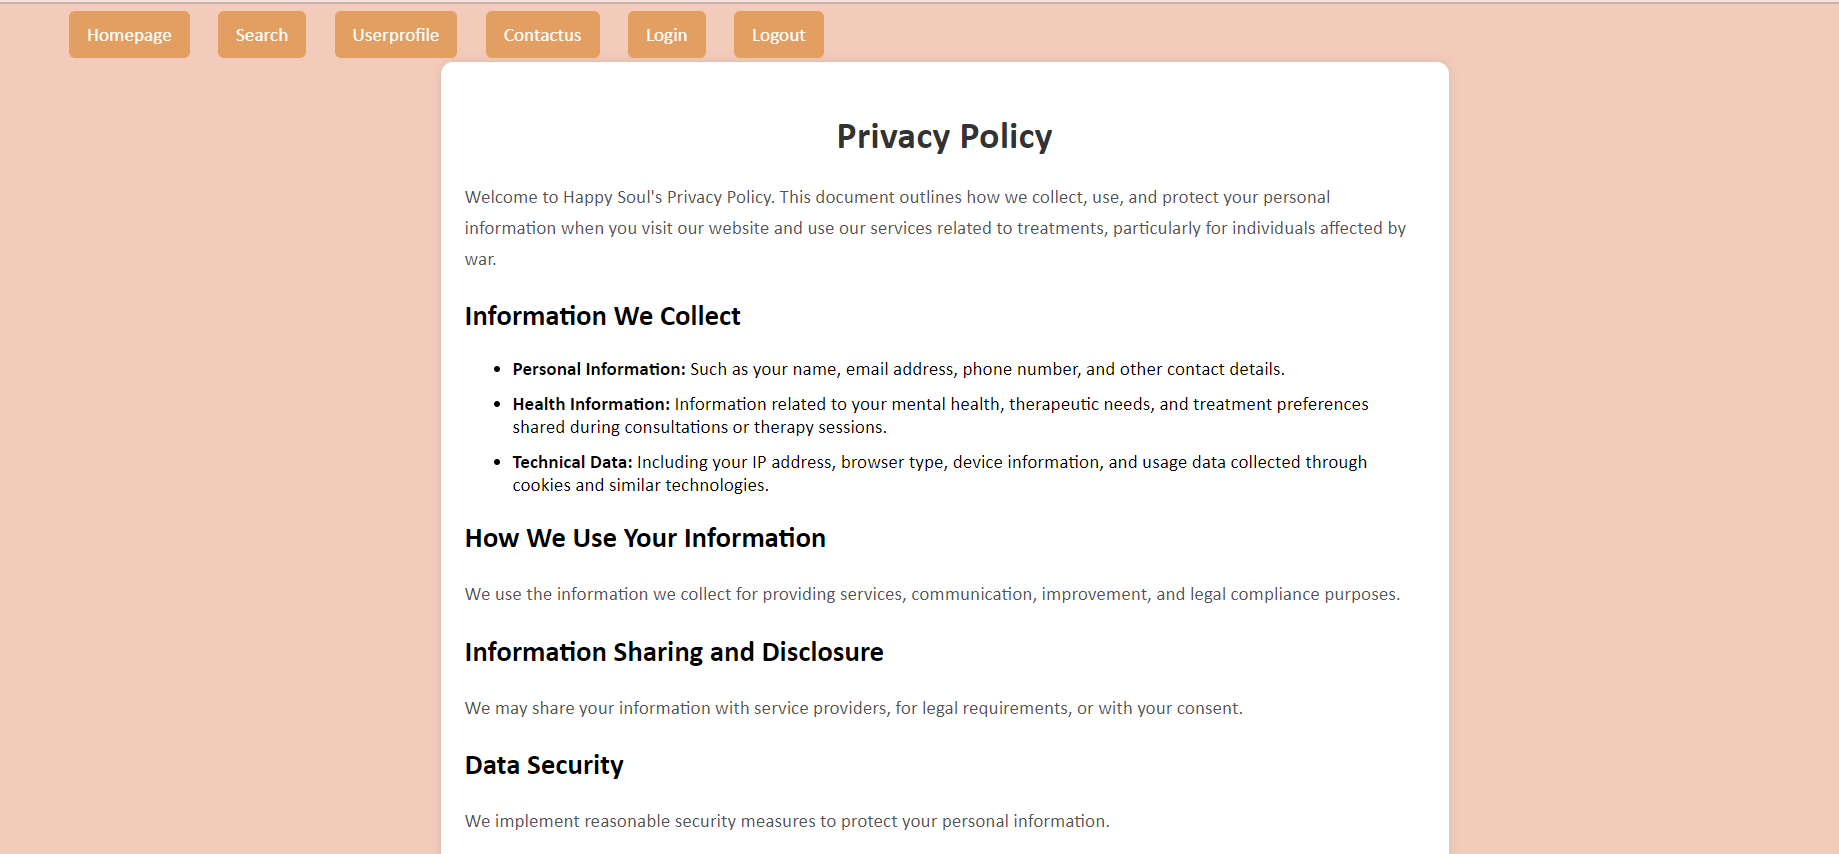 Homepage Search Userprofile Contactus Login Logout
Privacy Policy
Welcome to Happy Soul's Privacy Policy. This document outlines how we collect, use, and protect your personal
information when you visit our website and use our services related to treatments, particularly for individuals affected by
war.
Information We Collect
• Personal Information: Such as your name, email address, phone number, and other contact details.
• Health Information: Information related to your mental health, therapeutic needs, and treatment preferences
shared during consultations or therapy sessions.
• Technical Data: Including your IP address, browser type, device information, and usage data collected through
cookies and similar technologies.
How We Use Your Information
We use the information we collect for providing services, communication, improvement, and legal compliance purposes.
Information Sharing and Disclosure
We may share your information with service providers, for legal requirements, or with your consent.
Data Security
We implement reasonable security measures to protect your personal information.